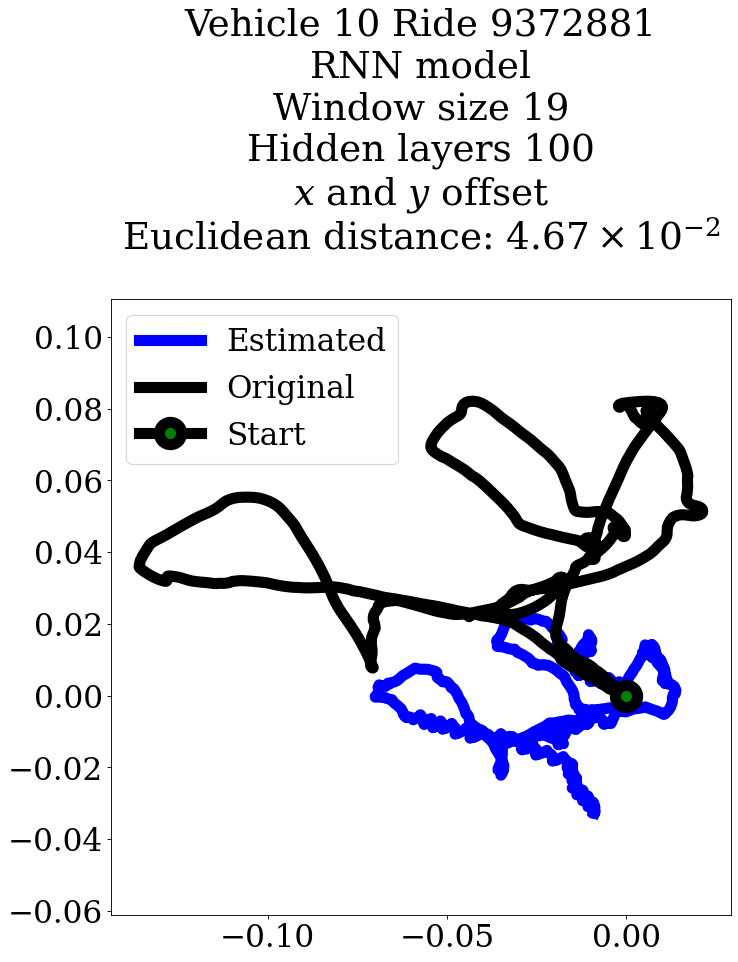 Vehicle 10 Ride 9372881
RNN model
Window size 19
Hidden layers 100
x and y offset
Euclidean distance: 4.67 × 10⁻²
Estimated
Original
Start
0.10
0.08
0.06
0.04
0.02
0.00
−0.02
−0.04
−0.06
−0.10 −0.05 0.00